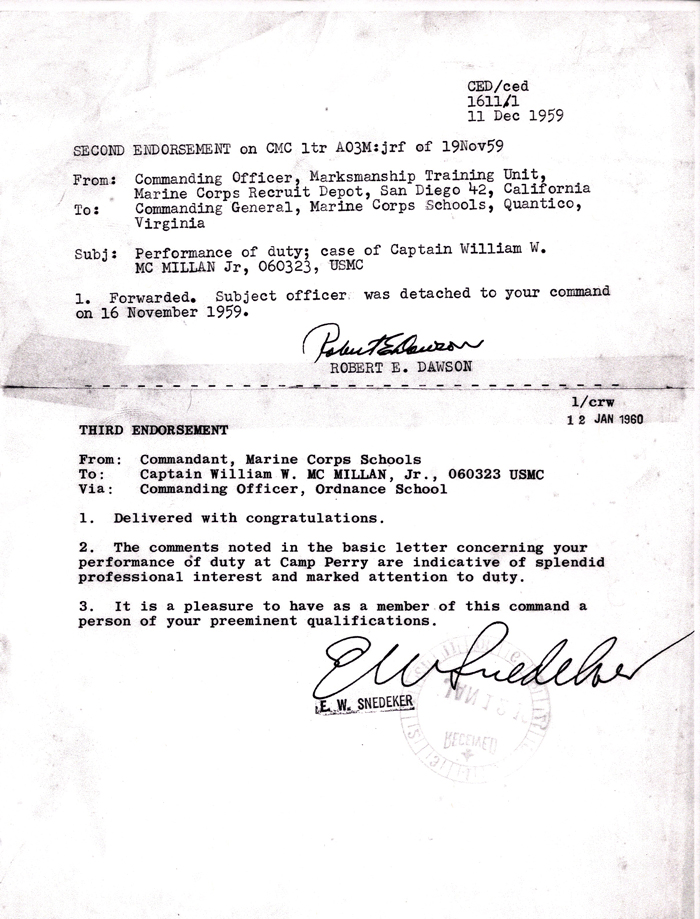 CED/ced
1611/1
11 Dec 1959
SECOND ENDORSEMENT on CMC ltr AO3M:jrf of 19Nov59
From: Commanding Officer, Marksmanship Training Unit,
Marine Corps Recruit Depot, San Diego 42, California
To: Commanding General, Marine Corps Schools, Quantico,
Virginia
Subj: Performance of duty; case of Captain William W.
MC MILLAN Jr, 060323, USMC
1. Forwarded. Subject officer was detached to your command
on 16 November 1959.
Robert E Dawson
ROBERT E. DAWSON
1/crw
12 JAN 1960
THIRD ENDORSEMENT
From: Commandant, Marine Corps Schools
To: Captain William W. MC MILLAN, Jr., 060323 USMC
Via: Commanding Officer, Ordnance School
1. Delivered with congratulations.
2. The comments noted in the basic letter concerning your
performance of duty at Camp Perry are indicative of splendid
professional interest and marked attention to duty.
3. It is a pleasure to have as a member of this command a
person of your preeminent qualifications.
E W Snedeker
E. W. SNEDEKER
JAN
RECEIVED